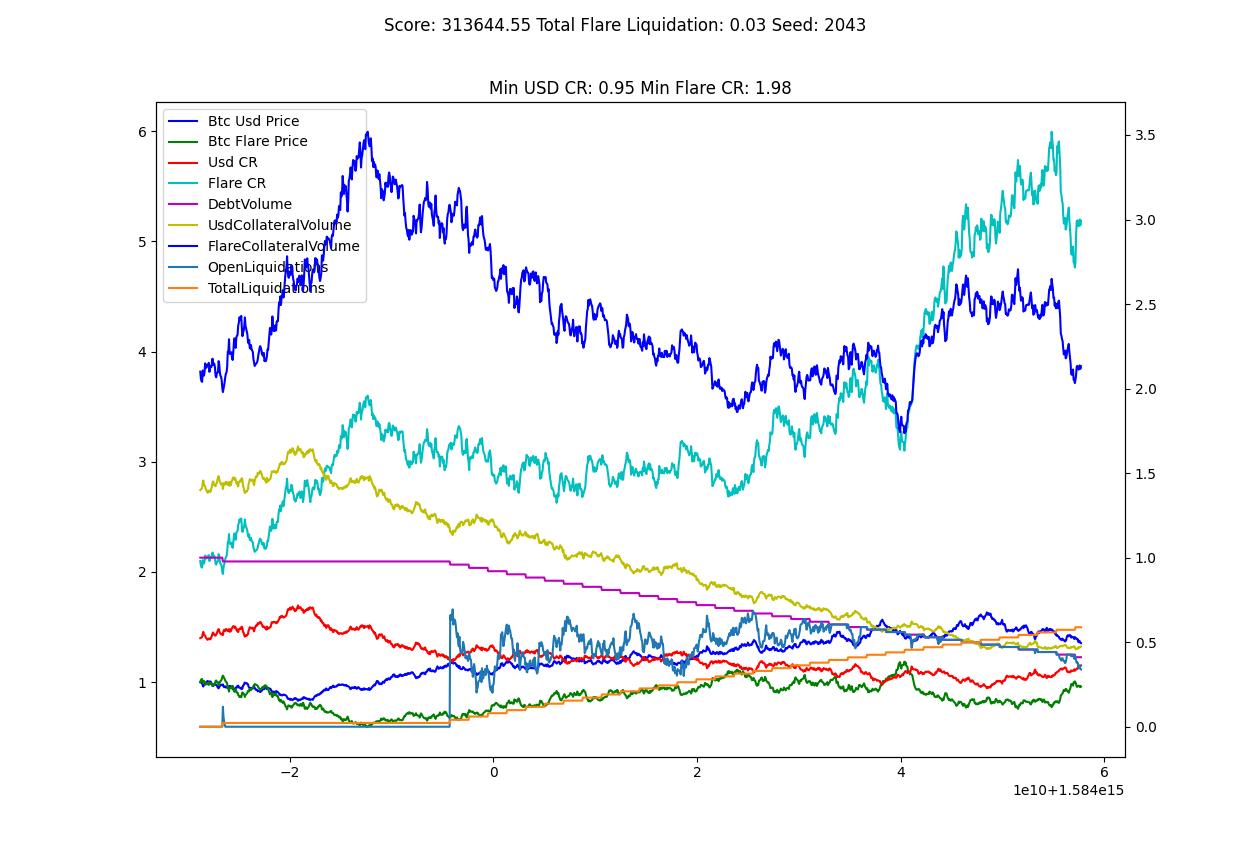 Score: 313644.55 Total Flare Liquidation: 0.03 Seed: 2043
Min USD CR: 0.95 Min Flare CR: 1.98
Btc Usd Price
Btc Flare Price
Usd CR
Flare CR
DebtVolume
UsdCollateralVolume
FlareCollateralVolume
OpenLiquidations
TotalLiquidations
6
5
4
3
2
1
3.5
3.0
2.5
2.0
1.5
1.0
0.5
0.0
−2
0
2
4
6
1e10+1.584e15